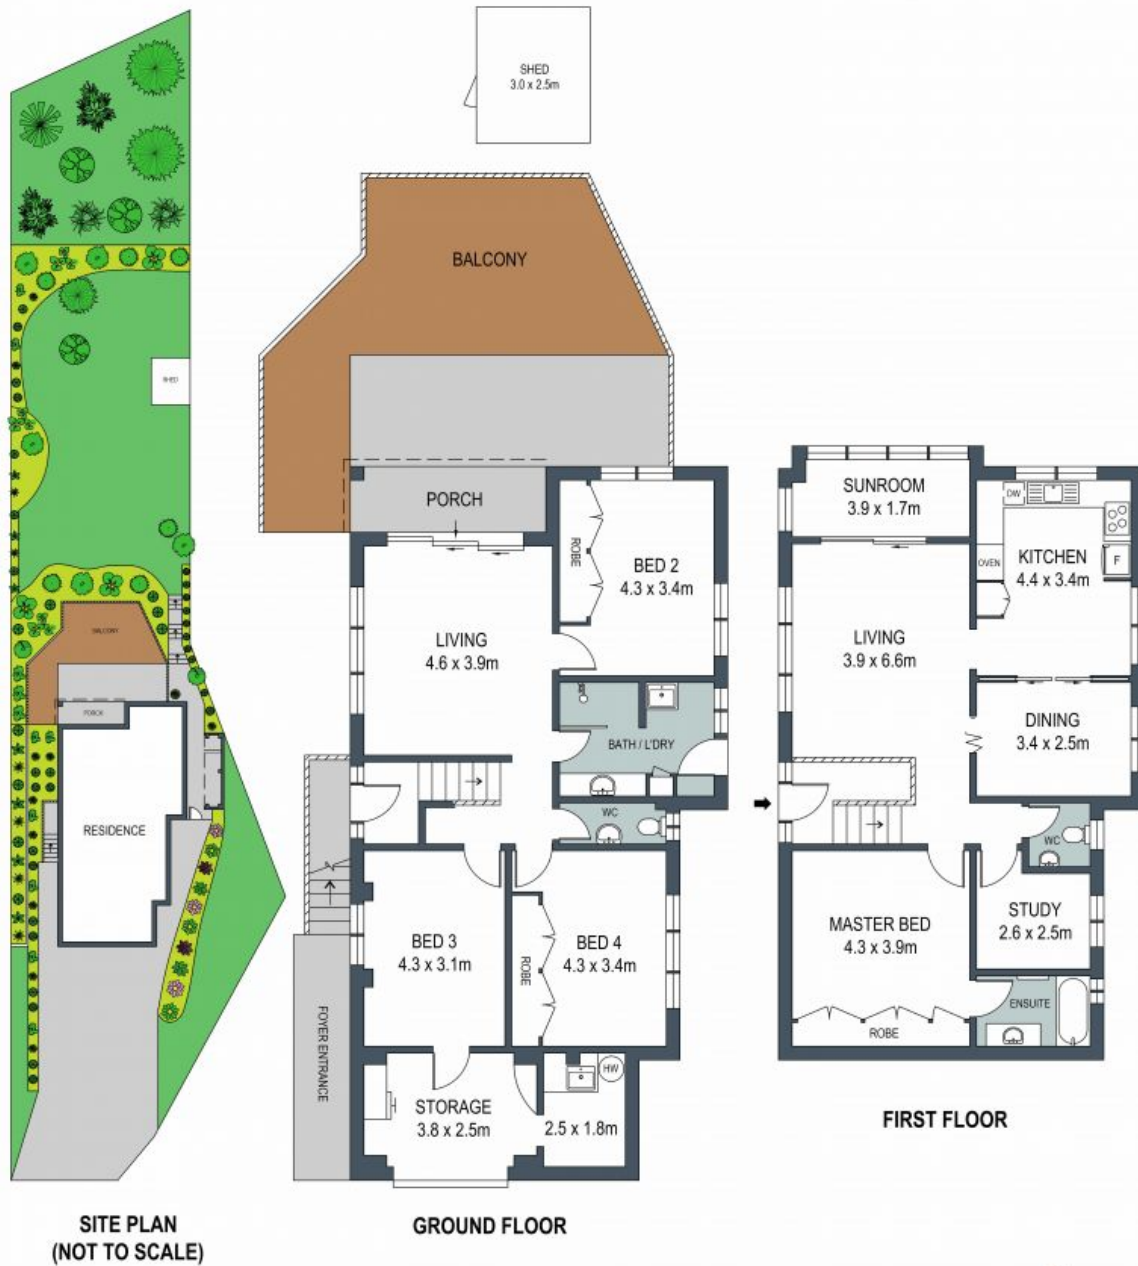 SHED
3.0 x 2.5m
BALCONY
PORCH
ROBE
BED 2
4.3 x 3.4m
LIVING
4.6 x 3.9m
BATH / L'DRY
WC
BED 3
4.3 x 3.1m
ROBE
BED 4
4.3 x 3.4m
FOYER ENTRANCE
STORAGE
3.8 x 2.5m
HW
2.5 x 1.8m
GROUND FLOOR
SUNROOM
3.9 x 1.7m
DW
OVEN
KITCHEN
4.4 x 3.4m
F
LIVING
3.9 x 6.6m
DINING
3.4 x 2.5m
WC
MASTER BED
4.3 x 3.9m
STUDY
2.6 x 2.5m
ENSUITE
ROBE
FIRST FLOOR
SHED
BALCONY
PORCH
RESIDENCE
SITE PLAN
(NOT TO SCALE)